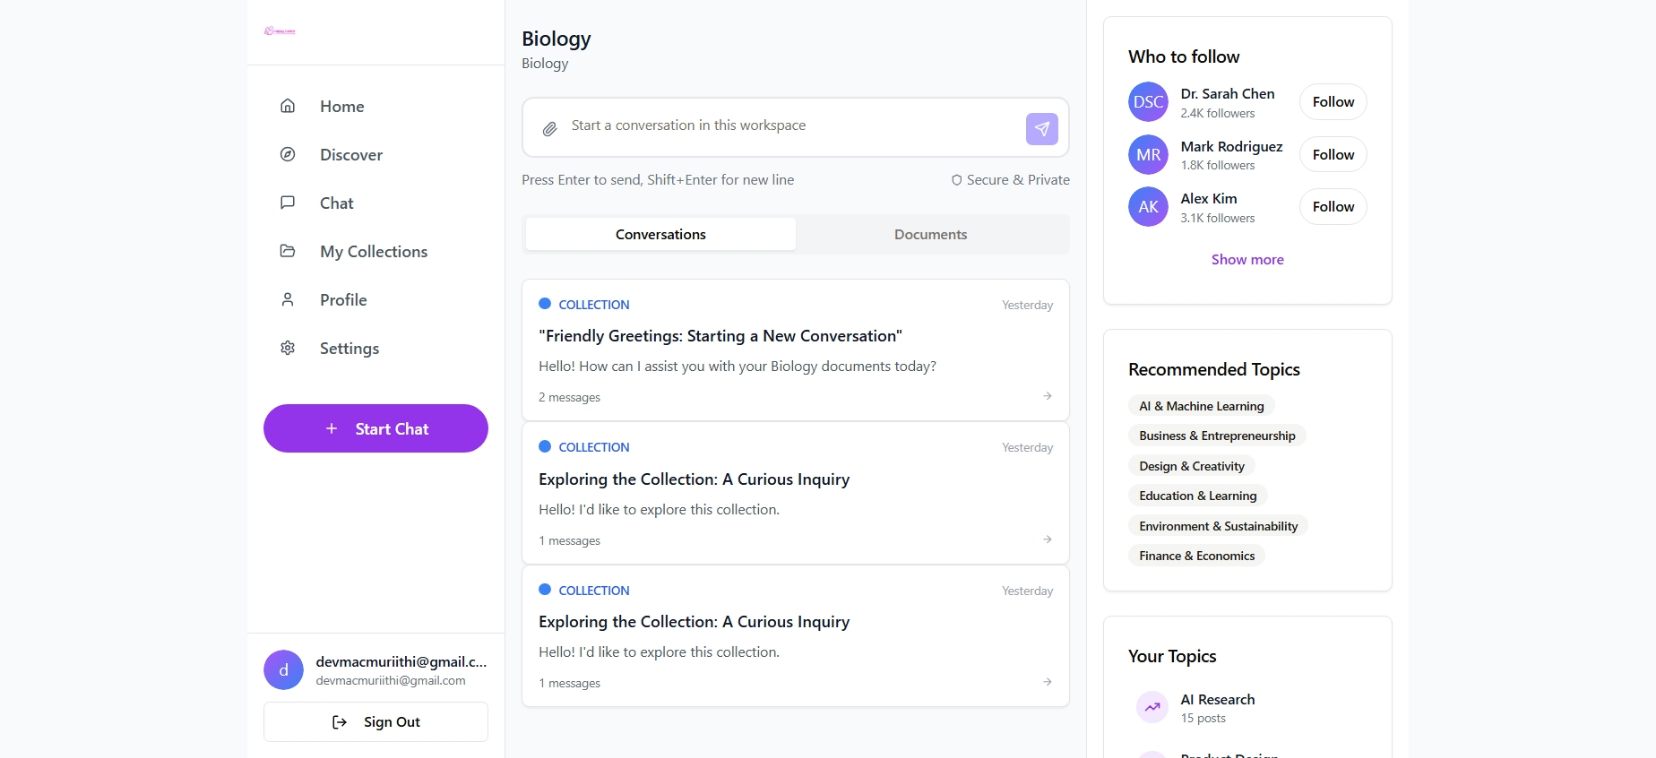 Home
Discover
Chat
My Collections
Profile
Settings
+ Start Chat
d
devmacmuriithi@gmail.c...
devmacmuriithi@gmail.com
Sign Out
Biology
Biology
Start a conversation in this workspace
Press Enter to send, Shift+Enter for new line
Secure & Private
Conversations
Documents
COLLECTION
Yesterday
"Friendly Greetings: Starting a New Conversation"
Hello! How can I assist you with your Biology documents today?
2 messages
COLLECTION
Yesterday
Exploring the Collection: A Curious Inquiry
Hello! I'd like to explore this collection.
1 messages
COLLECTION
Yesterday
Exploring the Collection: A Curious Inquiry
Hello! I'd like to explore this collection.
1 messages
Who to follow
DSC
Dr. Sarah Chen
2.4K followers
Follow
MR
Mark Rodriguez
1.8K followers
Follow
AK
Alex Kim
3.1K followers
Follow
Show more
Recommended Topics
AI & Machine Learning
Business & Entrepreneurship
Design & Creativity
Education & Learning
Environment & Sustainability
Finance & Economics
Your Topics
AI Research
15 posts
Product Design